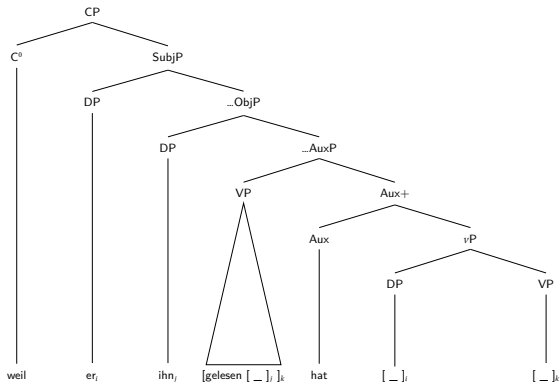 CP
C⁰ SubjP
DP ...ObjP
DP ...AuxP
VP Aux+
Aux vP
DP VP
weil erᵢ ihnⱼ [gelesen [ _ ]ⱼ ]ₖ hat [ _ ]ᵢ [ _ ]ₖ